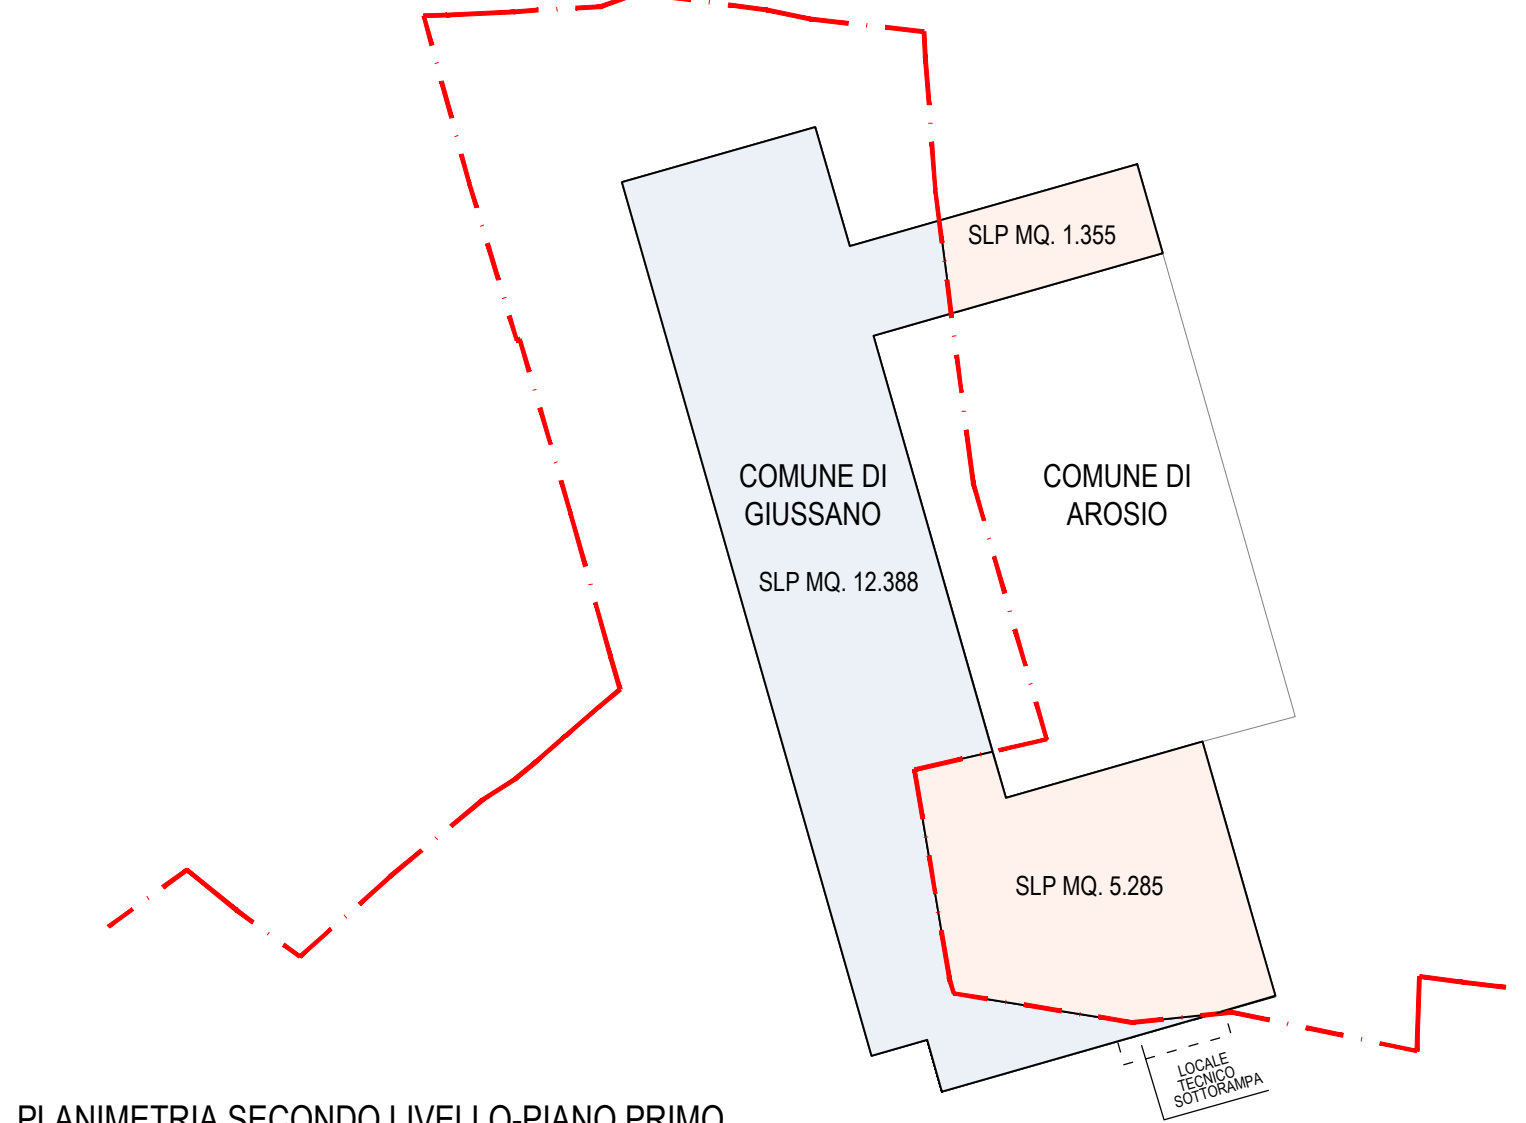 SLP MQ. 1.355
COMUNE DI
GIUSSANO
COMUNE DI
AROSIO
SLP MQ. 12.388
SLP MQ. 5.285
LOCALE
TECNICO
SOTTORAMPA
PLANIMETRIA SECONDO LIVELLO-PIANO PRIMO